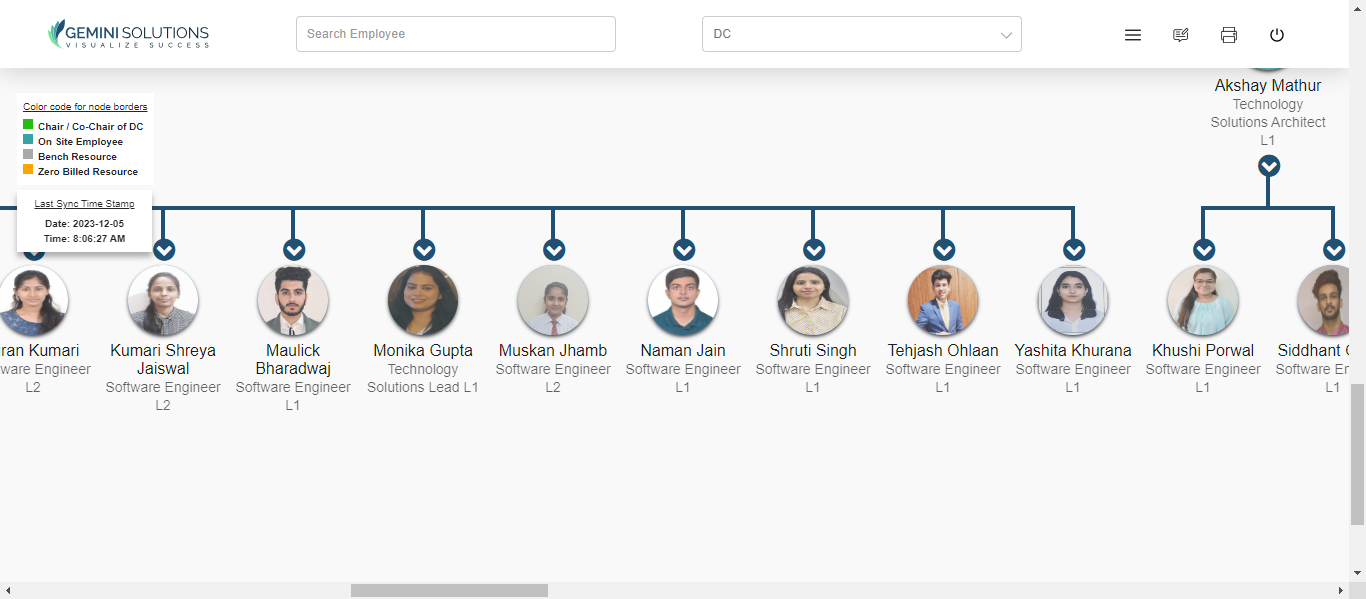 GEMINI SOLUTIONS
VISUALIZE SUCCESS
Search Employee
DC
Akshay Mathur
Technology
Solutions Architect
L1
Color code for node borders
Chair / Co-Chair of DC
On Site Employee
Bench Resource
Zero Billed Resource
Last Sync Time Stamp
Date: 2023-12-05
Time: 8:06:27 AM
Kumari
Engineer
L2
Kumari Shreya
Jaiswal
Software Engineer
L2
Maulick
Bharadwaj
Software Engineer
L1
Monika Gupta
Technology
Solutions Lead L1
Muskan Jhamb
Software Engineer
L2
Naman Jain
Software Engineer
L1
Shruti Singh
Software Engineer
L1
Tehjash Ohlaan
Software Engineer
L1
Yashita Khurana
Software Engineer
L1
Khushi Porwal
Software Engineer
L1
Siddhant
Software
L1